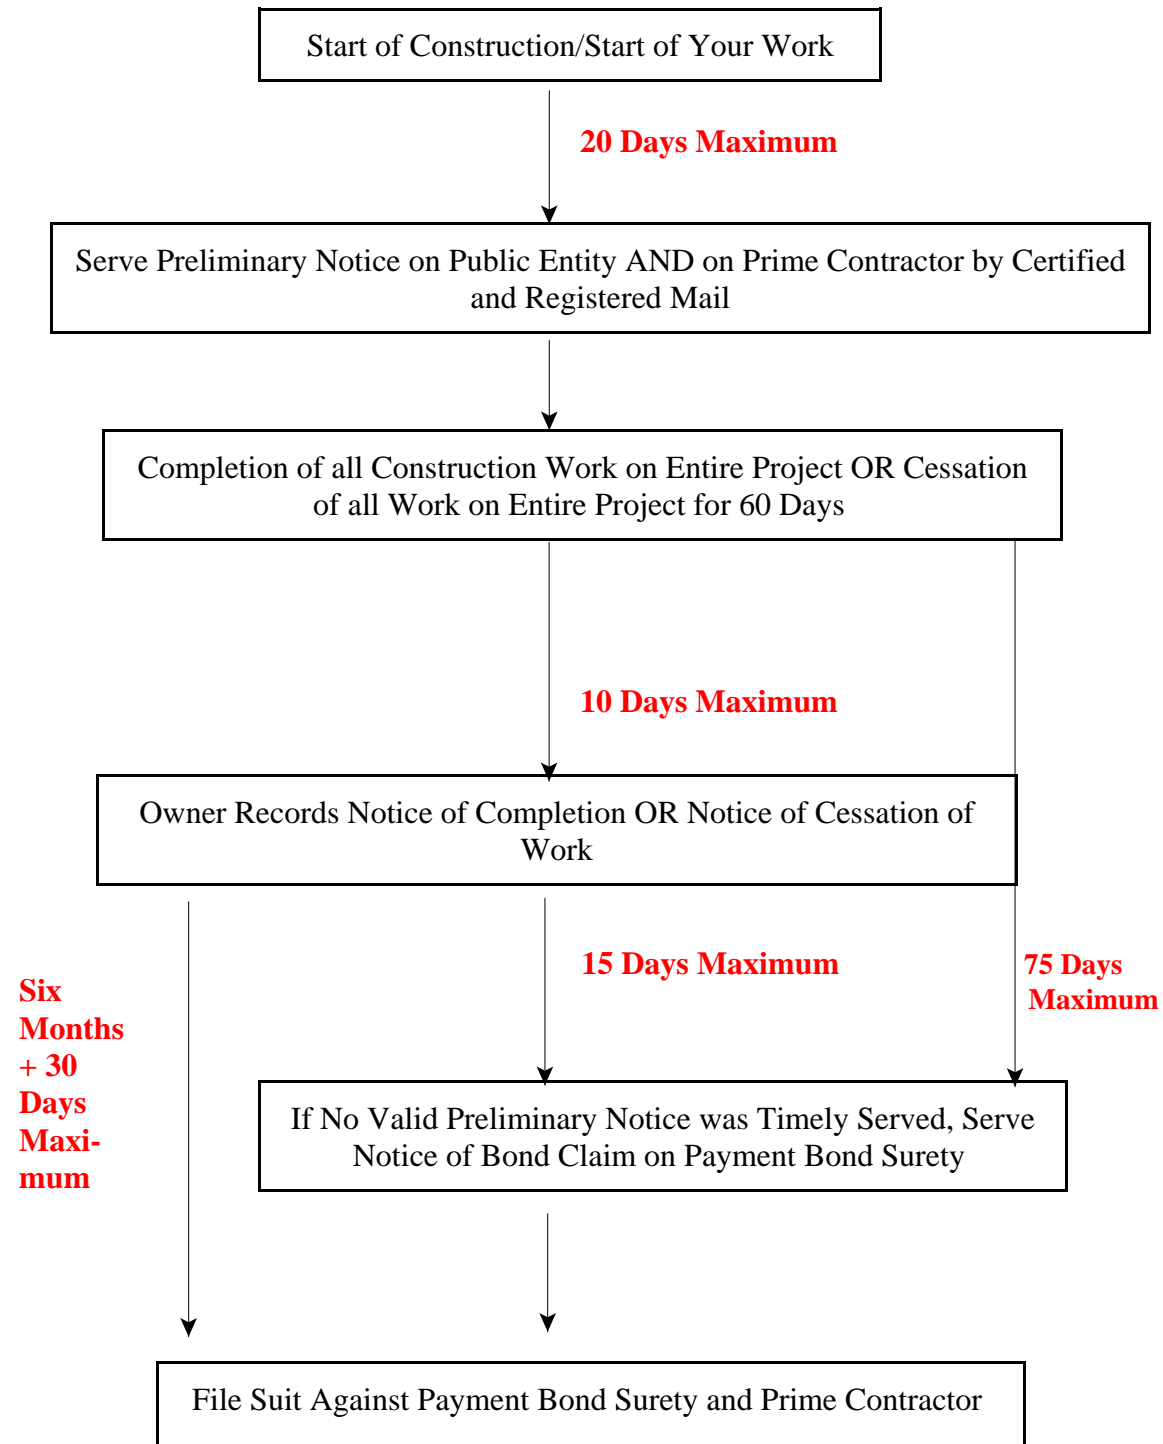 Start of Construction/Start of Your Work
20 Days Maximum
Serve Preliminary Notice on Public Entity AND on Prime Contractor by Certified
and Registered Mail
Completion of all Construction Work on Entire Project OR Cessation
of all Work on Entire Project for 60 Days
10 Days Maximum
Owner Records Notice of Completion OR Notice of Cessation of
Work
Six
Months
+ 30
Days
Maxi-
mum
15 Days Maximum
75 Days
Maximum
If No Valid Preliminary Notice was Timely Served, Serve
Notice of Bond Claim on Payment Bond Surety
File Suit Against Payment Bond Surety and Prime Contractor